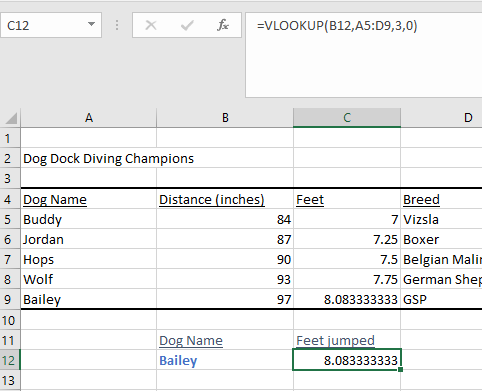 C12 fx =VLOOKUP(B12,A5:D9,3,0)
A B C D
1
2 Dog Dock Diving Champions
3
4 Dog Name Distance (inches) Feet Breed
5 Buddy 84 7 Vizsla
6 Jordan 87 7.25 Boxer
7 Hops 90 7.5 Belgian Malin
8 Wolf 93 7.75 German Shep
9 Bailey 97 8.083333333 GSP
10
11 Dog Name Feet jumped
12 Bailey 8.083333333
13